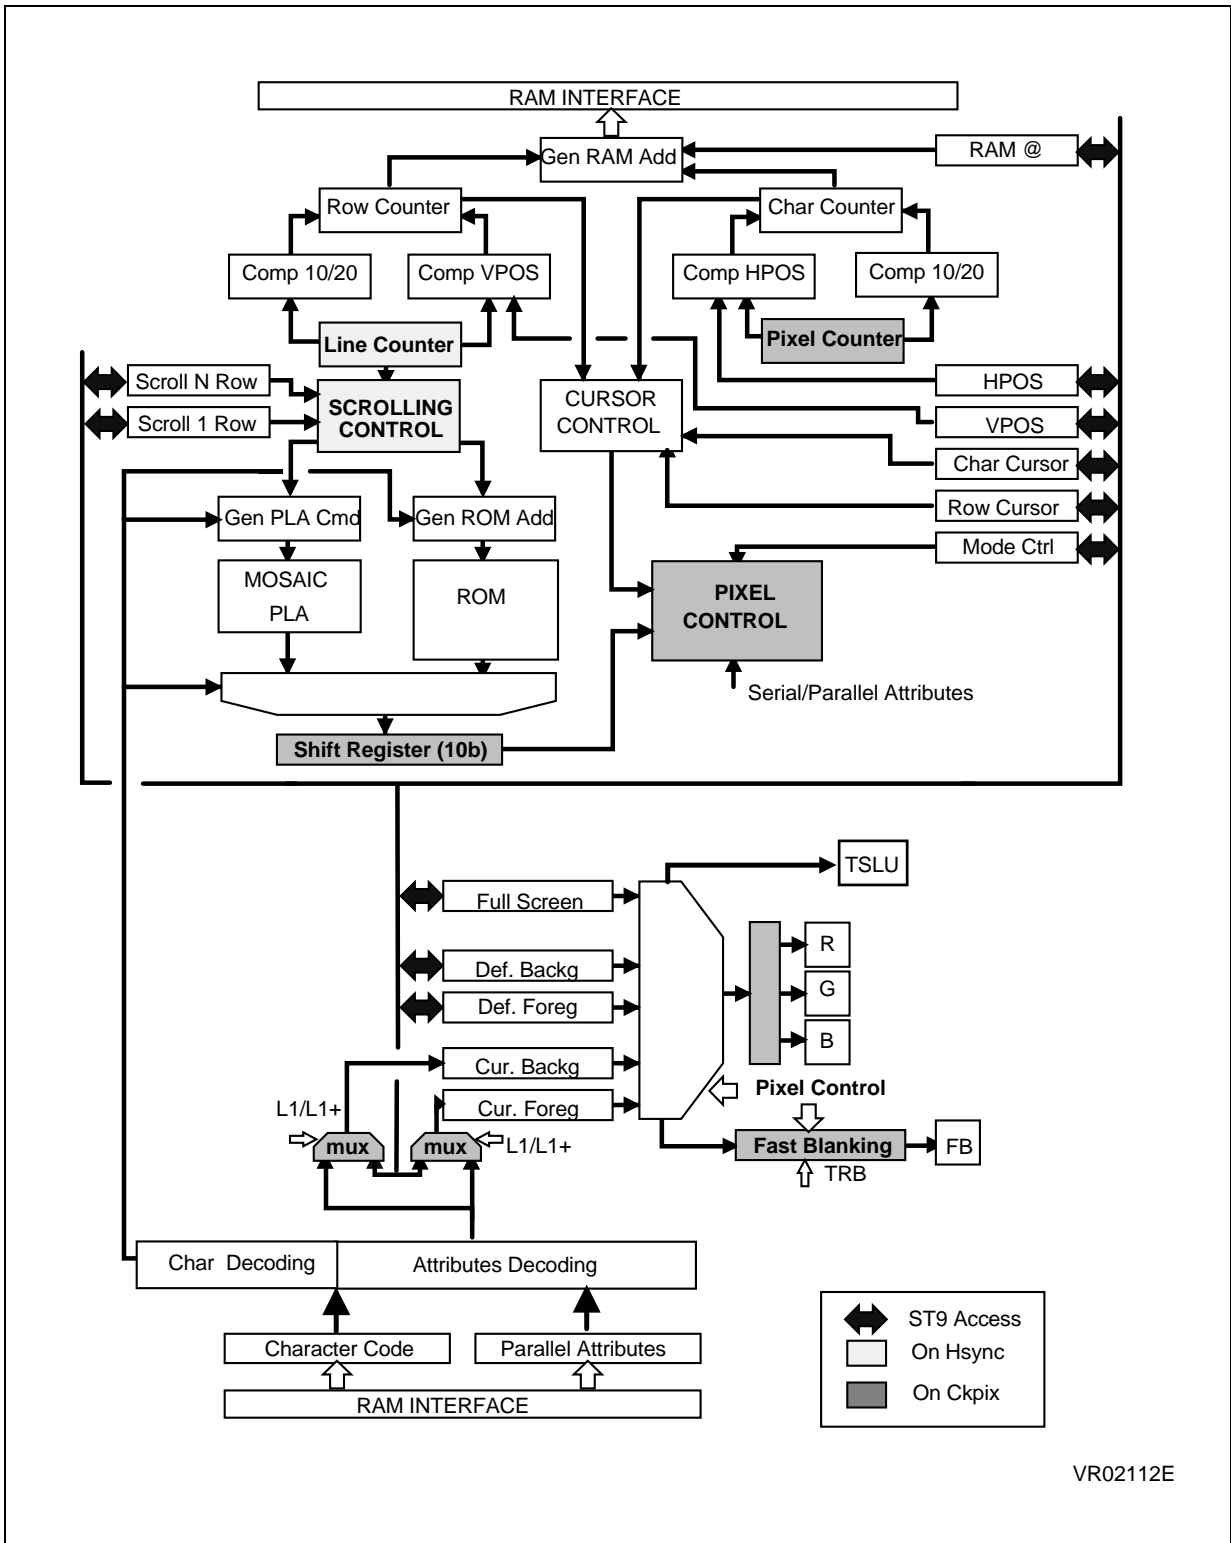 RAM INTERFACE
Gen RAM Add
RAM @
Row Counter
Char Counter
Comp 10/20
Comp VPOS
Comp HPOS
Comp 10/20
Line Counter
Pixel Counter
Scroll N Row
SCROLLING
CONTROL
CURSOR
CONTROL
HPOS
Scroll 1 Row
VPOS
Char Cursor
Gen PLA Cmd
Gen ROM Add
Row Cursor
Mode Ctrl
MOSAIC
PLA
ROM
PIXEL
CONTROL
Serial/Parallel Attributes
Shift Register (10b)
TSLU
Full Screen
R
Def. Backg
G
Def. Foreg
B
Cur. Backg
Pixel Control
L1/L1+
Cur. Foreg
mux
mux
L1/L1+
Fast Blanking
FB
TRB
Char Decoding
Attributes Decoding
Character Code
Parallel Attributes
RAM INTERFACE
ST9 Access
On Hsync
On Ckpix
VR02112E